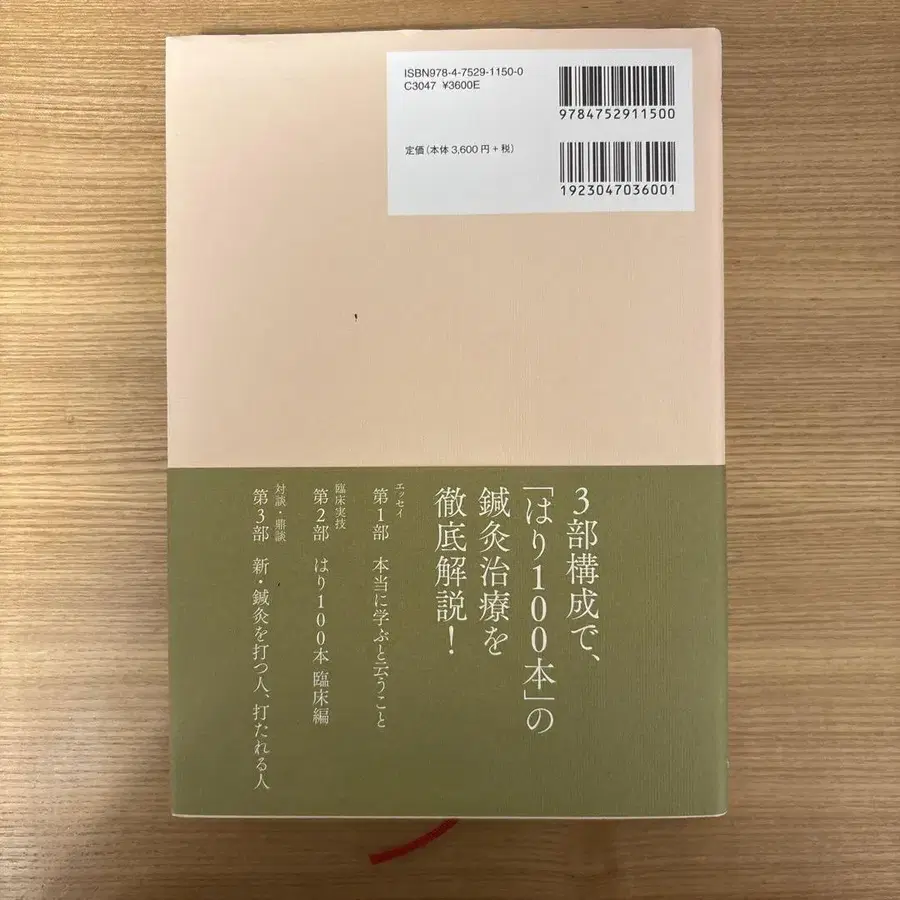 ISBN978-4-7529-1150-0
C3047 ¥3600E
定価（本体3,600円+税）
9784752911500
1923047036001
3部構成で、
「はり100本」の
鍼灸治療を
徹底解説！
エッセイ
第1部 本当に学ぶと云うこと
臨床実技
第2部 はり100本 臨床編
対談・鼎談
第3部 新・鍼灸を打つ人、打たれる人